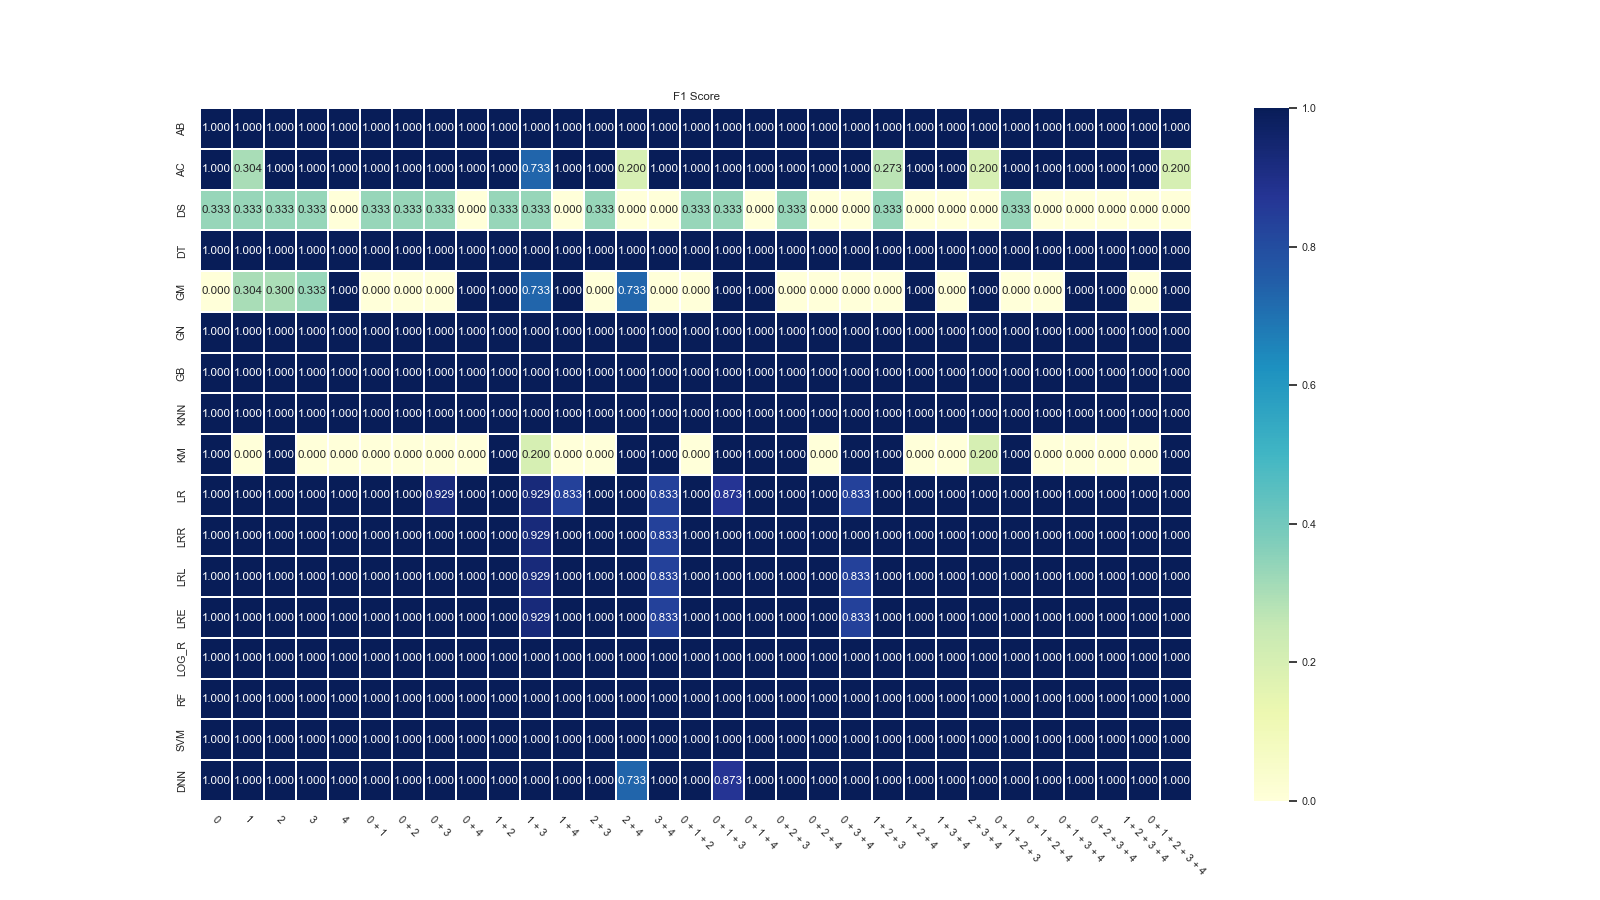 F1 Score
AB 1.000 1.000 1.000 1.000 1.000 1.000 1.000 1.000 1.000 1.000 1.000 1.000 1.000 1.000 1.000 1.000 1.000 1.000 1.000 1.000 1.000 1.000 1.000 1.000 1.000 1.000 1.000 1.000 1.000 1.000 1.000
AC 1.000 0.304 1.000 1.000 1.000 1.000 1.000 1.000 1.000 1.000 0.733 1.000 1.000 0.200 1.000 1.000 1.000 1.000 1.000 1.000 1.000 0.273 1.000 1.000 0.200 1.000 1.000 1.000 1.000 1.000 0.200
DS 0.333 0.333 0.333 0.333 0.000 0.333 0.333 0.333 0.000 0.333 0.333 0.000 0.333 0.000 0.000 0.333 0.333 0.000 0.333 0.000 0.000 0.333 0.000 0.000 0.000 0.333 0.000 0.000 0.000 0.000 0.000
DT 1.000 1.000 1.000 1.000 1.000 1.000 1.000 1.000 1.000 1.000 1.000 1.000 1.000 1.000 1.000 1.000 1.000 1.000 1.000 1.000 1.000 1.000 1.000 1.000 1.000 1.000 1.000 1.000 1.000 1.000 1.000
GM 0.000 0.304 0.300 0.333 1.000 0.000 0.000 0.000 1.000 1.000 0.733 1.000 0.000 0.733 0.000 0.000 1.000 1.000 0.000 0.000 0.000 0.000 1.000 0.000 1.000 0.000 0.000 1.000 1.000 0.000 1.000
GN 1.000 1.000 1.000 1.000 1.000 1.000 1.000 1.000 1.000 1.000 1.000 1.000 1.000 1.000 1.000 1.000 1.000 1.000 1.000 1.000 1.000 1.000 1.000 1.000 1.000 1.000 1.000 1.000 1.000 1.000 1.000
GB 1.000 1.000 1.000 1.000 1.000 1.000 1.000 1.000 1.000 1.000 1.000 1.000 1.000 1.000 1.000 1.000 1.000 1.000 1.000 1.000 1.000 1.000 1.000 1.000 1.000 1.000 1.000 1.000 1.000 1.000 1.000
KNN 1.000 1.000 1.000 1.000 1.000 1.000 1.000 1.000 1.000 1.000 1.000 1.000 1.000 1.000 1.000 1.000 1.000 1.000 1.000 1.000 1.000 1.000 1.000 1.000 1.000 1.000 1.000 1.000 1.000 1.000 1.000
KM 1.000 0.000 1.000 0.000 0.000 0.000 0.000 0.000 0.000 1.000 0.200 0.000 0.000 1.000 1.000 0.000 1.000 1.000 1.000 0.000 1.000 1.000 0.000 0.000 0.200 1.000 0.000 0.000 0.000 0.000 1.000
LR 1.000 1.000 1.000 1.000 1.000 1.000 1.000 0.929 1.000 1.000 0.929 0.833 1.000 1.000 0.833 1.000 0.873 1.000 1.000 1.000 0.833 1.000 1.000 1.000 1.000 1.000 1.000 1.000 1.000 1.000 1.000
LRR 1.000 1.000 1.000 1.000 1.000 1.000 1.000 1.000 1.000 1.000 0.929 1.000 1.000 1.000 0.833 1.000 1.000 1.000 1.000 1.000 1.000 1.000 1.000 1.000 1.000 1.000 1.000 1.000 1.000 1.000 1.000
LRL 1.000 1.000 1.000 1.000 1.000 1.000 1.000 1.000 1.000 1.000 0.929 1.000 1.000 1.000 0.833 1.000 1.000 1.000 1.000 1.000 0.833 1.000 1.000 1.000 1.000 1.000 1.000 1.000 1.000 1.000 1.000
LRE 1.000 1.000 1.000 1.000 1.000 1.000 1.000 1.000 1.000 1.000 0.929 1.000 1.000 1.000 0.833 1.000 1.000 1.000 1.000 1.000 0.833 1.000 1.000 1.000 1.000 1.000 1.000 1.000 1.000 1.000 1.000
LOG_R 1.000 1.000 1.000 1.000 1.000 1.000 1.000 1.000 1.000 1.000 1.000 1.000 1.000 1.000 1.000 1.000 1.000 1.000 1.000 1.000 1.000 1.000 1.000 1.000 1.000 1.000 1.000 1.000 1.000 1.000 1.000
RF 1.000 1.000 1.000 1.000 1.000 1.000 1.000 1.000 1.000 1.000 1.000 1.000 1.000 1.000 1.000 1.000 1.000 1.000 1.000 1.000 1.000 1.000 1.000 1.000 1.000 1.000 1.000 1.000 1.000 1.000 1.000
SVM 1.000 1.000 1.000 1.000 1.000 1.000 1.000 1.000 1.000 1.000 1.000 1.000 1.000 1.000 1.000 1.000 1.000 1.000 1.000 1.000 1.000 1.000 1.000 1.000 1.000 1.000 1.000 1.000 1.000 1.000 1.000
DNN 1.000 1.000 1.000 1.000 1.000 1.000 1.000 1.000 1.000 1.000 1.000 1.000 1.000 0.733 1.000 1.000 0.873 1.000 1.000 1.000 1.000 1.000 1.000 1.000 1.000 1.000 1.000 1.000 1.000 1.000 1.000
0
1
2
3
4
0 + 1
0 + 2
0 + 3
0 + 4
1 + 2
1 + 3
1 + 4
2 + 3
2 + 4
3 + 4
0 + 1 + 2
0 + 1 + 3
0 + 1 + 4
0 + 2 + 3
0 + 2 + 4
0 + 3 + 4
1 + 2 + 3
1 + 2 + 4
1 + 3 + 4
2 + 3 + 4
0 + 1 + 2 + 3
0 + 1 + 2 + 4
0 + 1 + 3 + 4
0 + 2 + 3 + 4
1 + 2 + 3 + 4
0 + 1 + 2 + 3 + 4
1.0
0.8
0.6
0.4
0.2
0.0